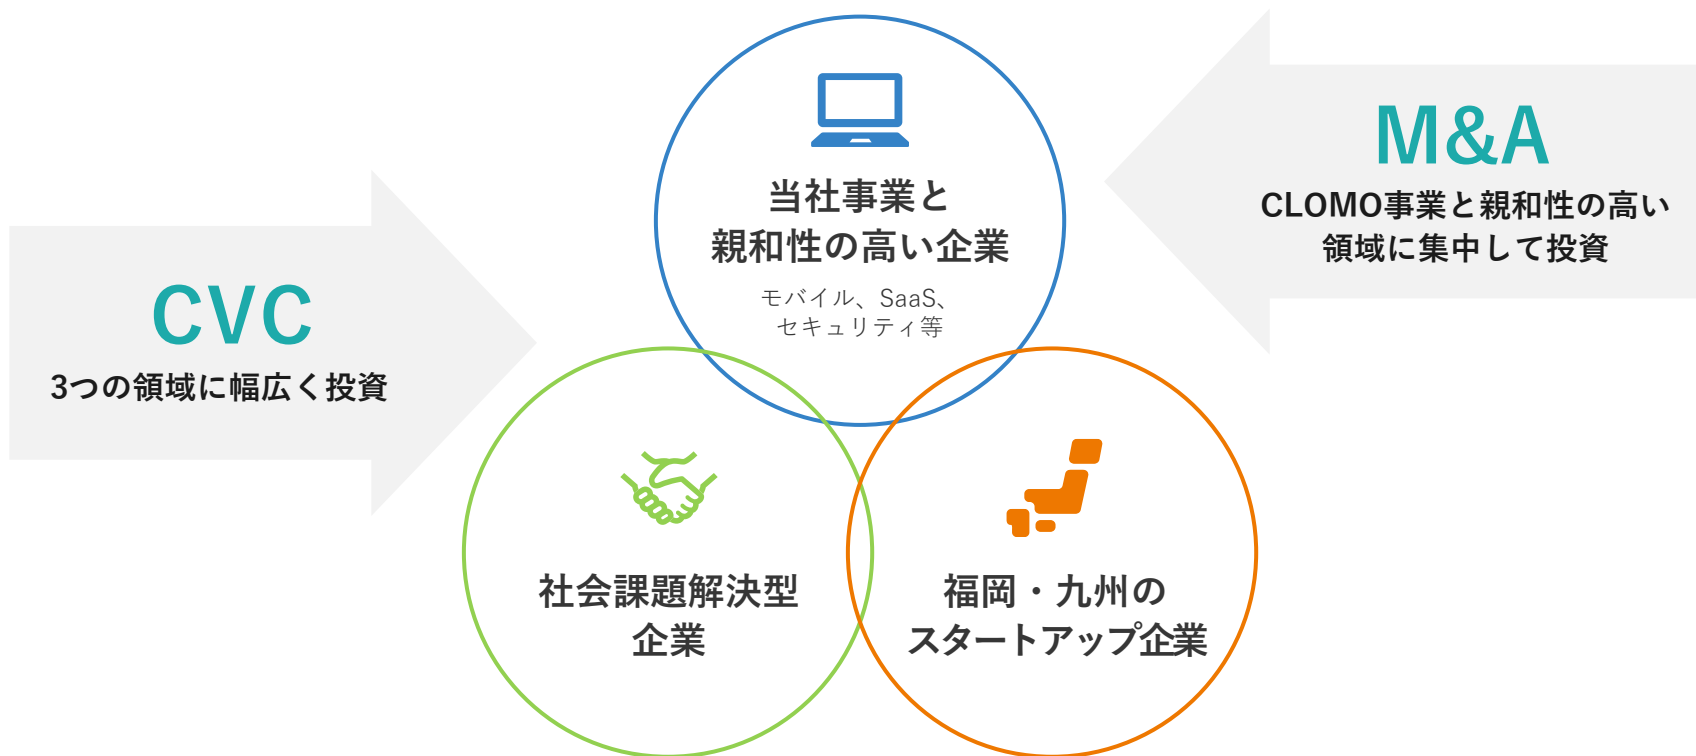 CVC
3つの領域に幅広く投資
当社事業と
親和性の高い企業
モバイル、SaaS、
セキュリティ等
M&A
CLOMO事業と親和性の高い
領域に集中して投資
社会課題解決型
企業
福岡・九州の
スタートアップ企業